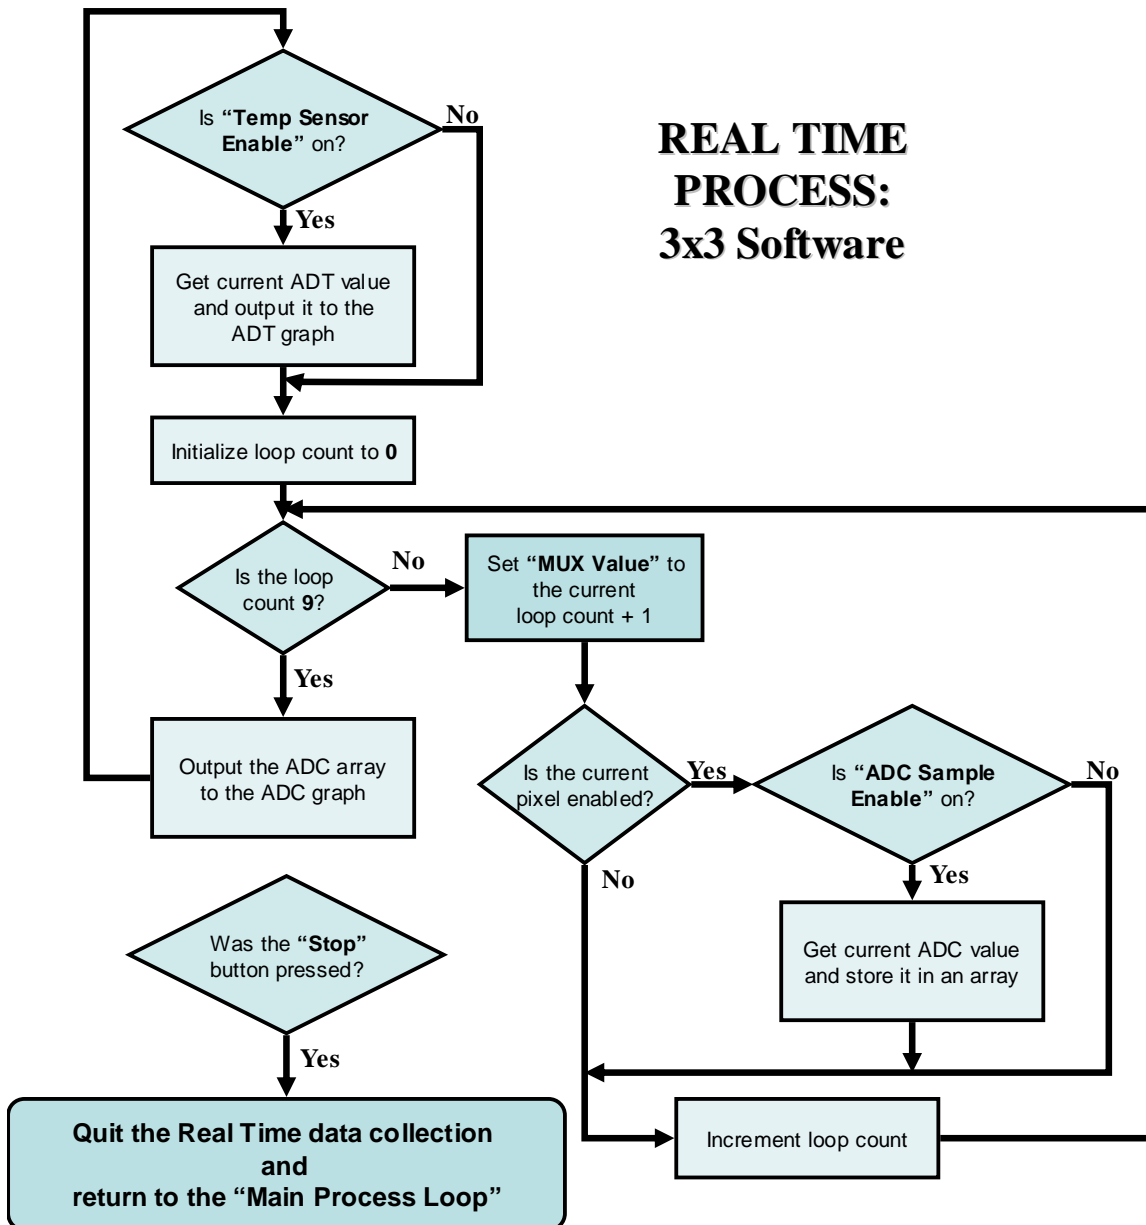 REAL TIME
PROCESS:
3x3 Software
Is “Temp Sensor
Enable” on?
No
Yes
Get current ADT value
and output it to the
ADT graph
Initialize loop count to 0
Is the loop
count 9?
No
Yes
Set “MUX Value” to
the current
loop count + 1
Output the ADC array
to the ADC graph
Is the current
pixel enabled?
Yes
No
Is “ADC Sample
Enable” on?
No
Yes
Get current ADC value
and store it in an array
Increment loop count
Was the “Stop”
button pressed?
Yes
Quit the Real Time data collection
and
return to the “Main Process Loop”